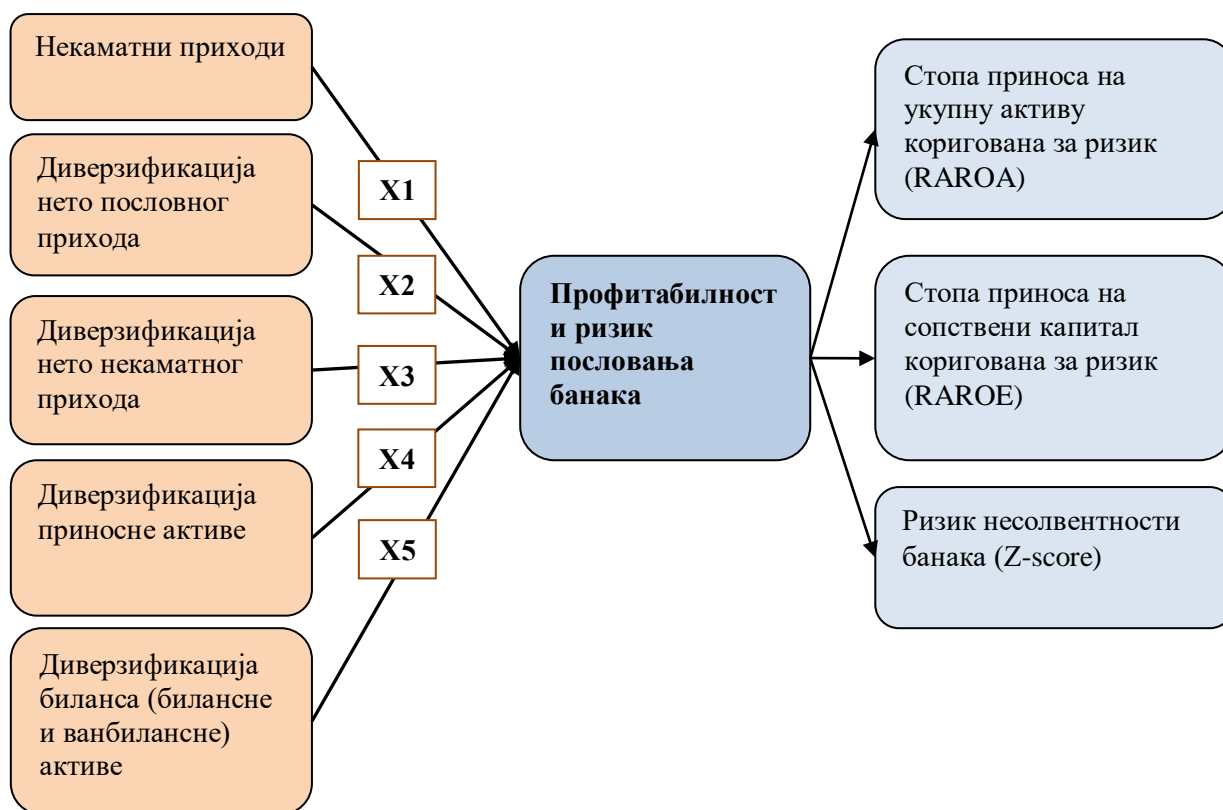 Некаматни приходи
Диверзификација
нето пословног
прихода
Диверзификација
нето некаматног
прихода
Диверзификација
приносне активе
Диверзификација
биланса (билансне
и ванбилансне)
активе
X1
X2
X3
X4
X5
Профитабилност
и ризик
пословања
банака
Стопа приноса на
укупну активу
коригована за ризик
(RAROA)
Стопа приноса на
сопствени капитал
коригована за ризик
(RAROE)
Ризик несолвентности
банака (Z-score)